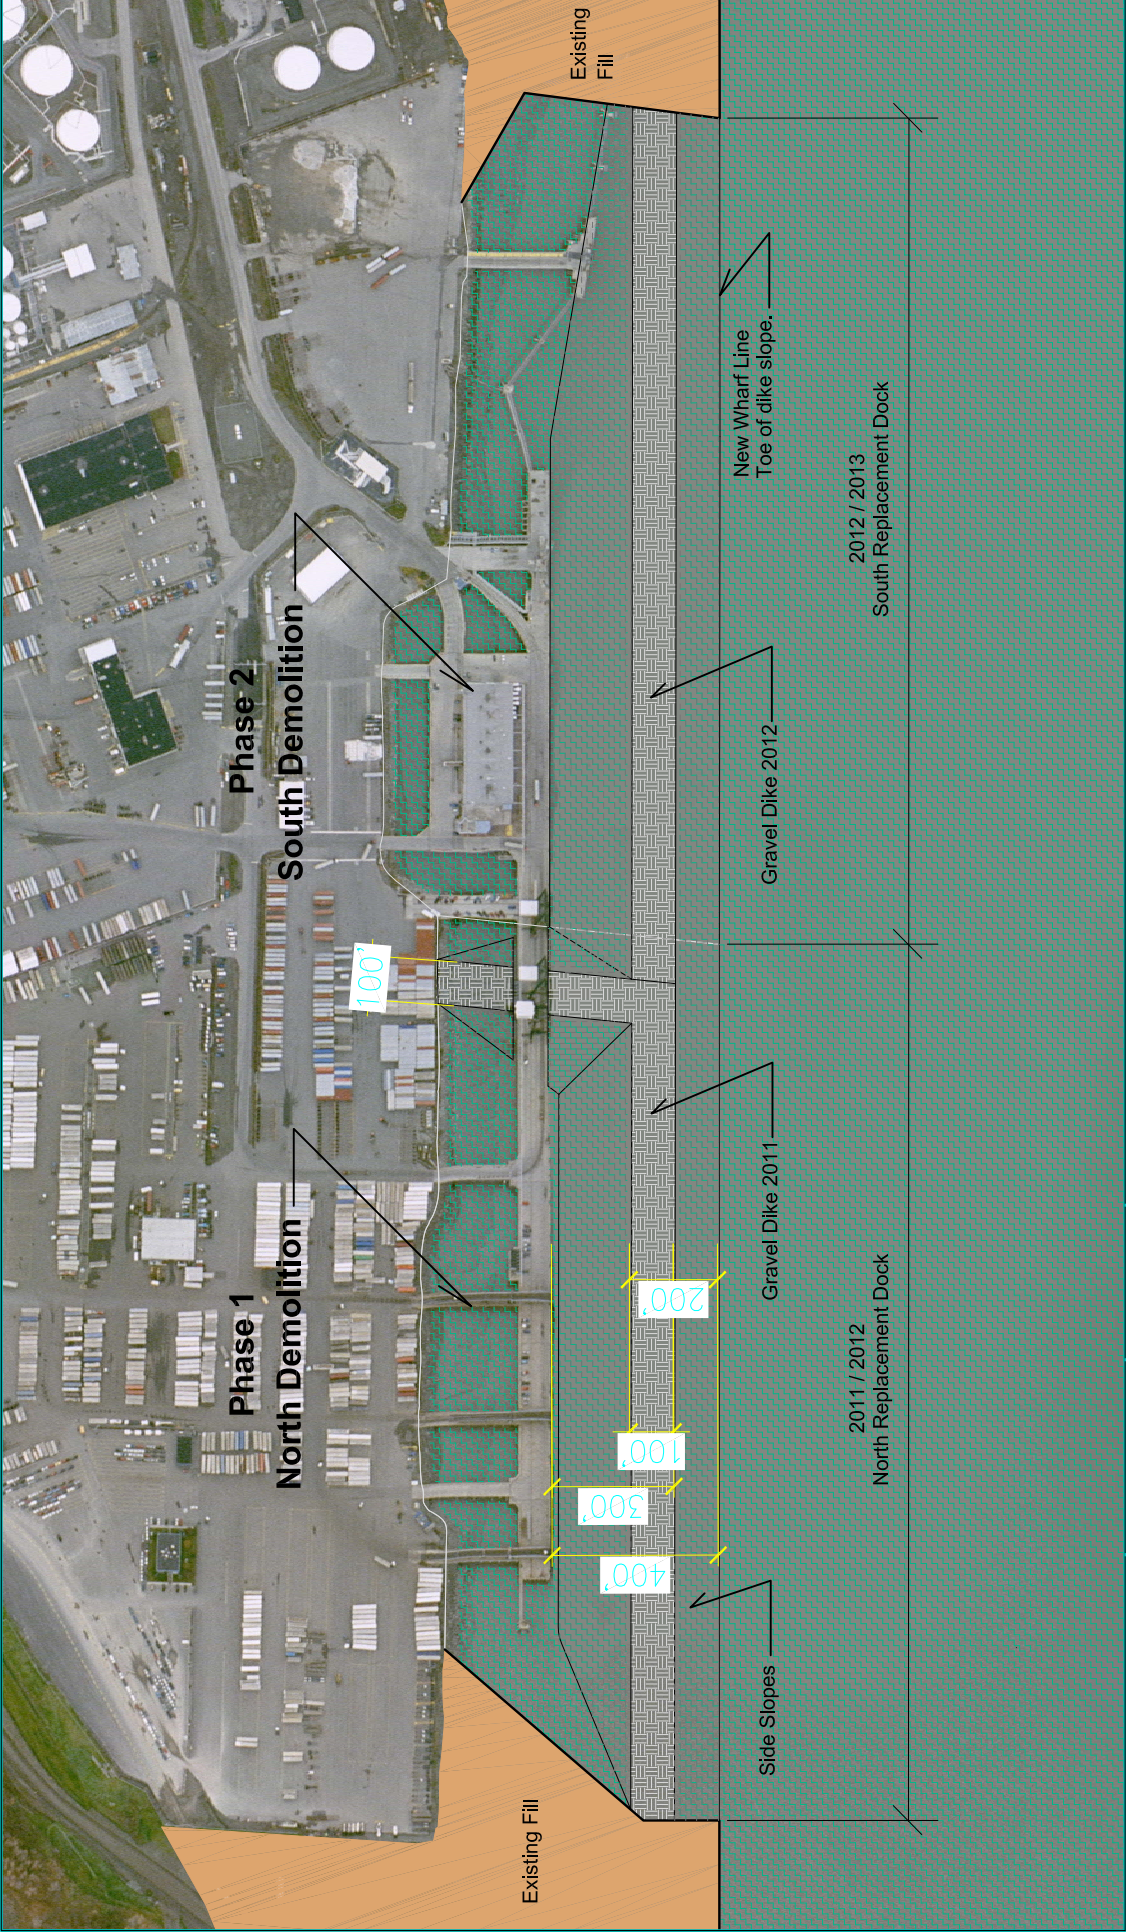 Existing
Fill
New Wharf Line
Toe of dike slope.
2012 / 2013
South Replacement Dock
Phase 2
South Demolition
Gravel Dike 2012
100'
Phase 1
North Demolition
Gravel Dike 2011
200'
2011 / 2012
North Replacement Dock
100'
300'
400'
Side Slopes
Existing Fill